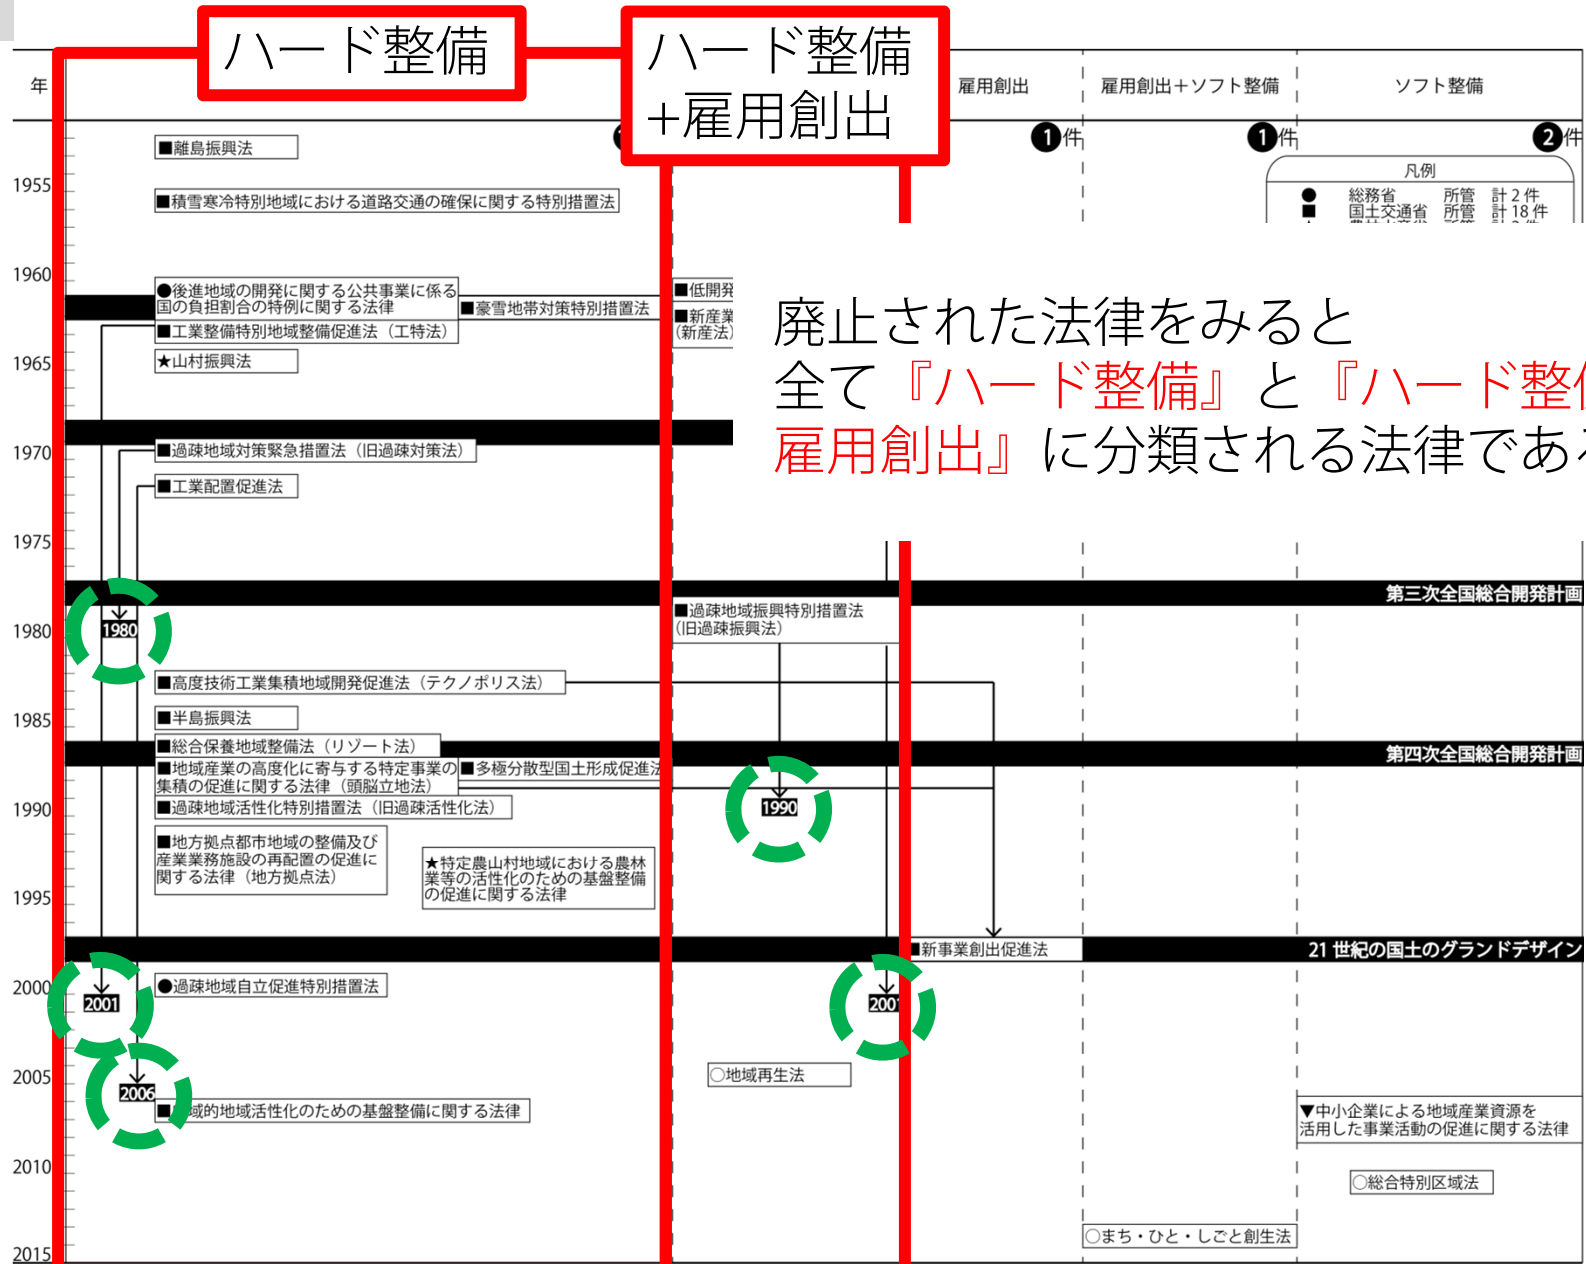 ハード整備
ハード整備
+雇用創出
年
雇用創出
雇用創出＋ソフト整備
ソフト整備
1件
1件
2件
凡例
● 総務省 所管 計 2 件
■ 国土交通省 所管 計 18 件
1955
1960
1965
1970
1975
1980
1985
1990
1995
2000
2005
2010
2015
■離島振興法
■積雪寒冷特別地域における道路交通の確保に関する特別措置法
●後進地域の開発に関する公共事業に係る
国の負担割合の特例に関する法律
■豪雪地帯対策特別措置法
■低開発
■工業整備特別地域整備促進法（工特法）
■新産業
（新産法）
★山村振興法
廃止された法律をみると
全て『ハード整備』と『ハード整備
雇用創出』に分類される法律である
■過疎地域対策緊急措置法（旧過疎対策法）
■工業配置促進法
第三次全国総合開発計画
■過疎地域振興特別措置法
（旧過疎振興法）
1980
■高度技術工業集積地域開発促進法（テクノポリス法）
■半島振興法
■総合保養地域整備法（リゾート法）
第四次全国総合開発計画
■地域産業の高度化に寄与する特定事業の
集積の促進に関する法律（頭脳立地法）
■多極分散型国土形成促進法
■過疎地域活性化特別措置法（旧過疎活性化法）
1990
■地方拠点都市地域の整備及び
産業業務施設の再配置の促進に
関する法律（地方拠点法）
★特定農山村地域における農林
業等の活性化のための基盤整備
の促進に関する法律
■新事業創出促進法
21 世紀の国土のグランドデザイン
●過疎地域自立促進特別措置法
2001
2001
○地域再生法
2006
■域的地域活性化のための基盤整備に関する法律
▼中小企業による地域産業資源を
活用した事業活動の促進に関する法律
○総合特別区域法
○まち・ひと・しごと創生法